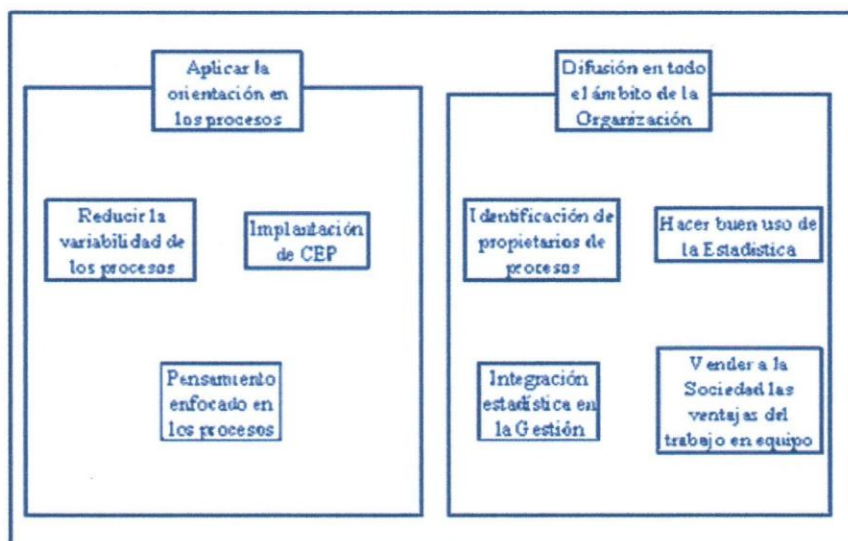 Aplicar la
orientación en
los procesos
Reducir la
variabilidad de
los procesos
Implantación
de CEP
Pensamiento
enfocado en
los procesos
Difusión en todo
el ámbito de la
Organización
Identificación de
propietarios de
procesos
Hacer buen uso de
la Estadística
Integración
estadística en
la Gestión
Vender a la
Sociedad las
ventajas del
trabajo en equipo